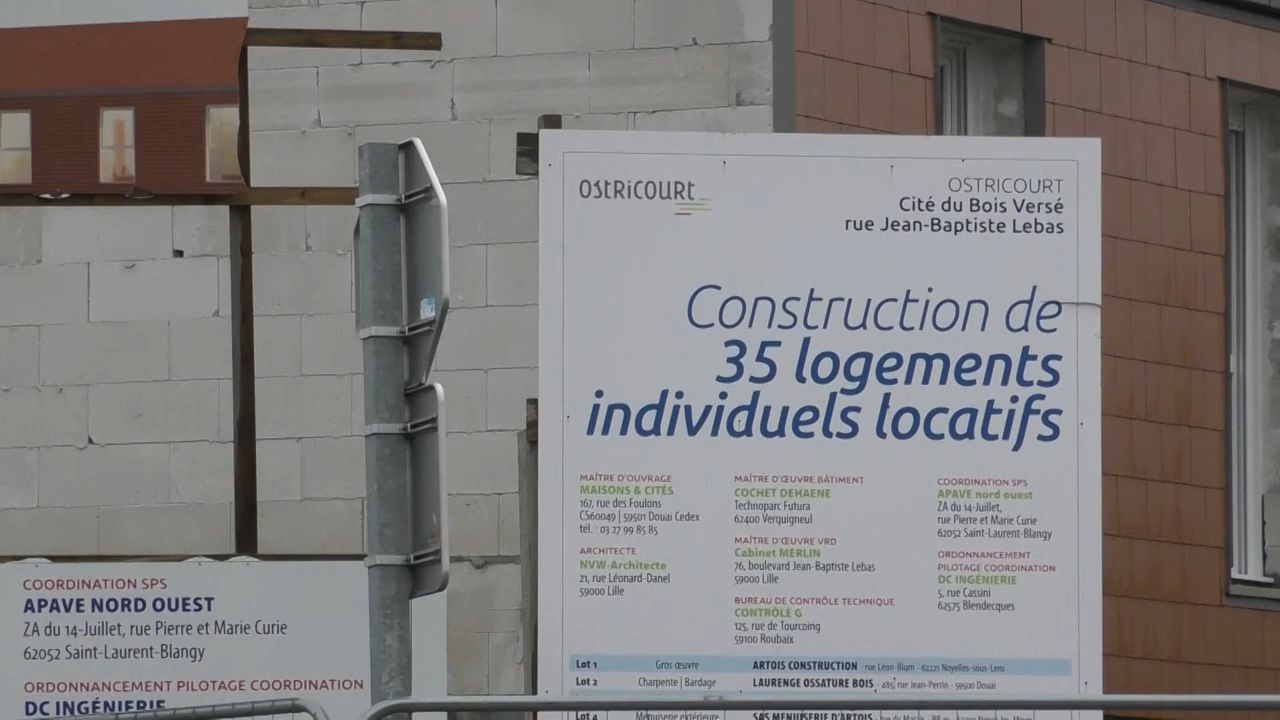 OSTRICOURT
OSTRICOURT
Cité du Bois Versé
rue Jean-Baptiste Lebas
Construction de
35 logements
individuels locatifs
MAÎTRE D'OUVRAGE
MAISONS & CITÉS
167, rue des Foulons
CS60049 | 59501 Douai Cedex
tél. : 03 27 99 85 85
ARCHITECTE
NVW-Architecte
21, rue Léonard-Danel
59000 Lille
MAÎTRE D'ŒUVRE BÂTIMENT
COCHET DEHAENE
Technoparc Futura
62400 Verquigneul
MAÎTRE D'ŒUVRE VRD
Cabinet MERLIN
76, boulevard Jean-Baptiste Lebas
59000 Lille
BUREAU DE CONTRÔLE TECHNIQUE
CONTRÔLE G
125, rue de Tourcoing
59100 Roubaix
COORDINATION SPS
APAVE nord ouest
ZA du 14-Juillet,
rue Pierre et Marie Curie
62052 Saint-Laurent-Blangy
ORDONNANCEMENT
PILOTAGE COORDINATION
DC INGÉNIERIE
5, rue Cassini
62575 Blendecques
Lot 1 Gros œuvre ARTOIS CONSTRUCTION - rue Léon-Blum - 62221 Noyelles-sous-Lens
Lot 2 Charpente | Bardage LAURENGE OSSATURE BOIS - 485, rue Jean-Perrin - 59500 Douai
Lot 4 Menuiserie extérieure SAS MENUISERIE D'ARTOIS
COORDINATION SPS
APAVE NORD OUEST
ZA du 14-Juillet, rue Pierre et Marie Curie
62052 Saint-Laurent-Blangy
ORDONNANCEMENT PILOTAGE COORDINATION
DC INGÉNIERIE